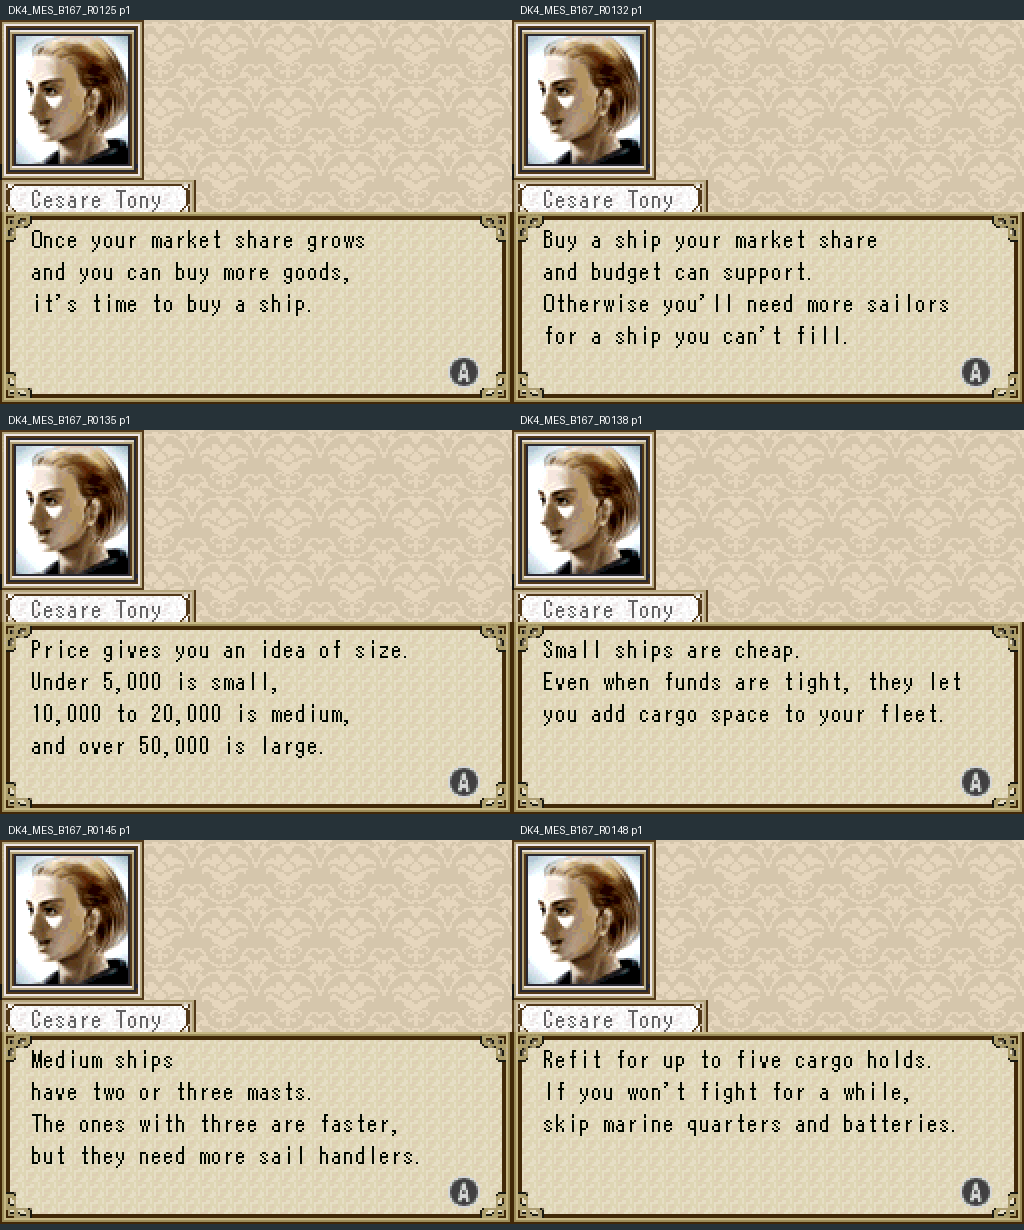 DK4_MES_B167_R0125 p1
Cesare Tony
Once your market share grows
and you can buy more goods,
it's time to buy a ship.
A
DK4_MES_B167_R0132 p1
Cesare Tony
Buy a ship your market share
and budget can support.
Otherwise you'll need more sailors
for a ship you can't fill.
A
DK4_MES_B167_R0135 p1
Cesare Tony
Price gives you an idea of size.
Under 5,000 is small,
10,000 to 20,000 is medium,
and over 50,000 is large.
A
DK4_MES_B167_R0138 p1
Cesare Tony
Small ships are cheap.
Even when funds are tight, they let
you add cargo space to your fleet.
A
DK4_MES_B167_R0145 p1
Cesare Tony
Medium ships
have two or three masts.
The ones with three are faster,
but they need more sail handlers.
A
DK4_MES_B167_R0148 p1
Cesare Tony
Refit for up to five cargo holds.
If you won't fight for a while,
skip marine quarters and batteries.
A